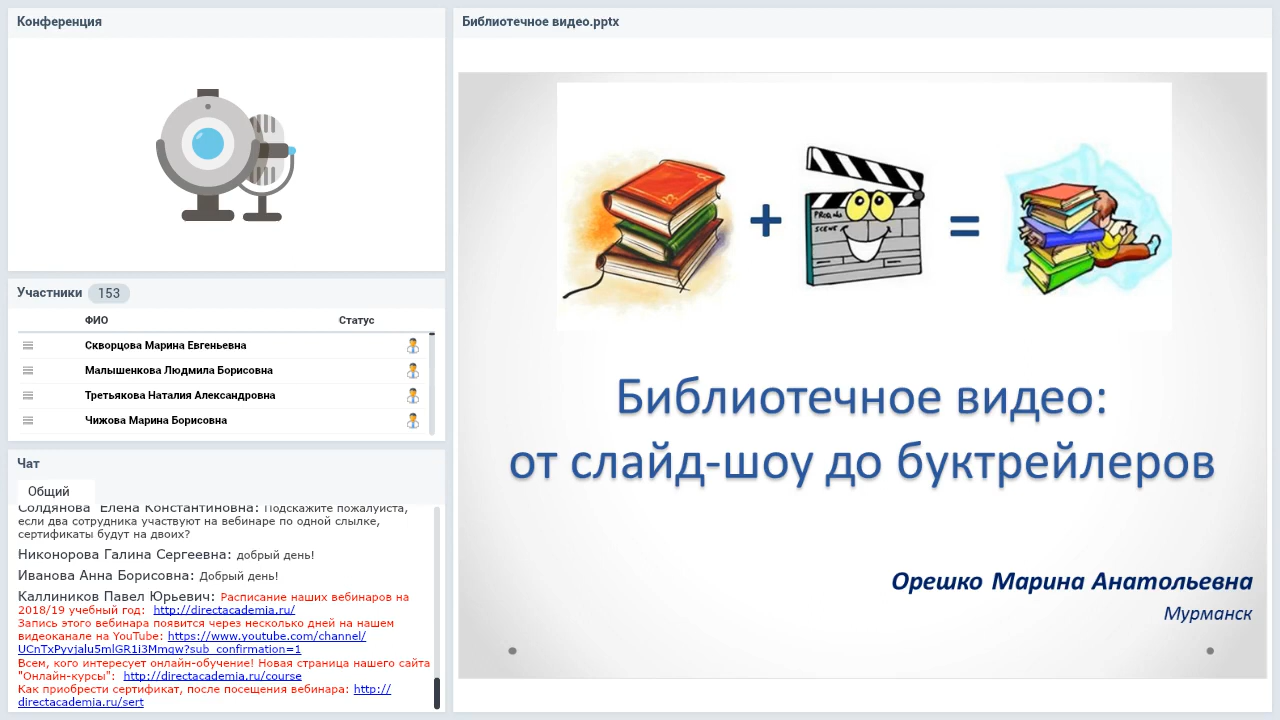 Конференция
Участники 153
ФИО Статус
Скворцова Марина Евгеньевна
Малышенкова Людмила Борисовна
Третьякова Наталия Александровна
Чижова Марина Борисовна
Чат
Общий
Солдянова Елена Константиновна: Подскажите пожалуйста,
если два сотрудника участвуют на вебинаре по одной слылке,
сертификаты будут на двоих?
Никонорова Галина Сергеевна: добрый день!
Иванова Анна Борисовна: Добрый день!
Каллиников Павел Юрьевич: Расписание наших вебинаров на
2018/19 учебный год: http://directacademia.ru/
Запись этого вебинара появится через несколько дней на нашем
видеоканале на YouTube: https://www.youtube.com/channel/
UCnTxPyvjalu5mlGR1i3Mmqw?sub_confirmation=1
Всем, кого интересует онлайн-обучение! Новая страница нашего сайта
"Онлайн-курсы": http://directacademia.ru/course
Как приобрести сертификат, после посещения вебинара: http://
directacademia.ru/sert
Библиотечное видео.pptx
SCENE
+ =
Библиотечное видео:
от слайд-шоу до буктрейлеров
Орешко Марина Анатольевна
Мурманск